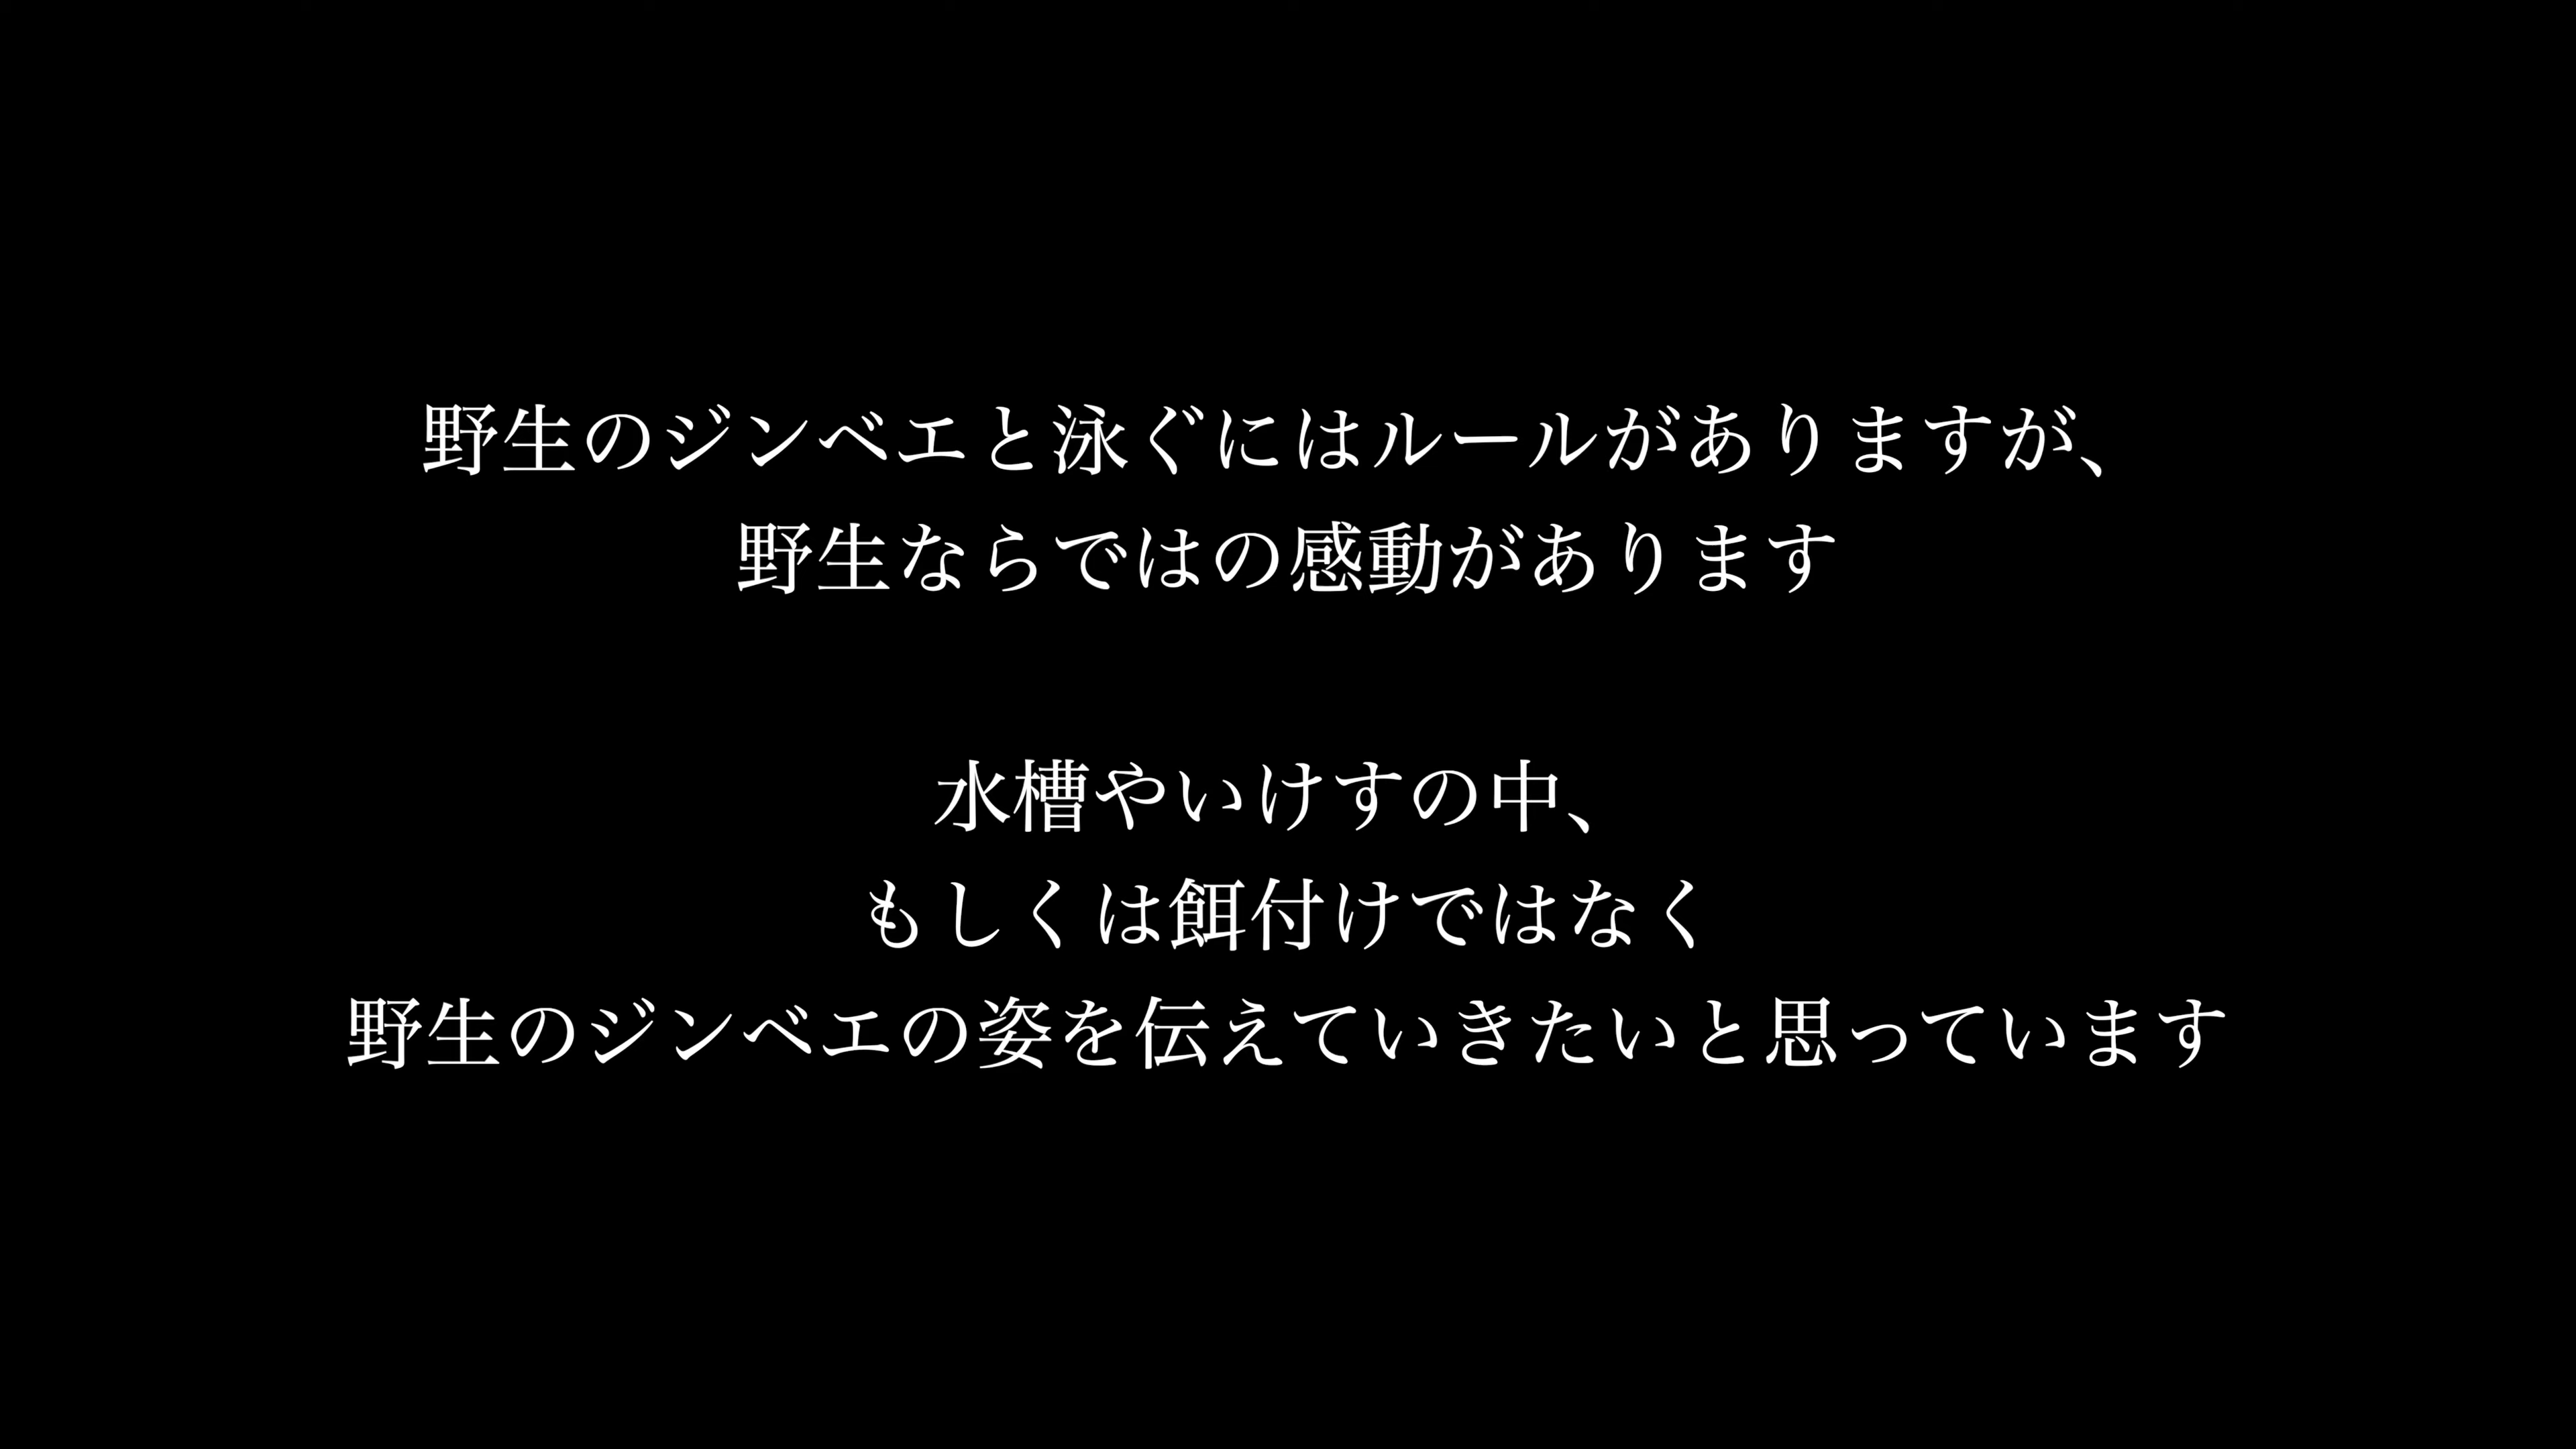 野生のジンベエと泳ぐにはルールがありますが、
野生ならではの感動があります
水槽やいけすの中、
もしくは餌付けではなく
野生のジンベエの姿を伝えていきたいと思っています